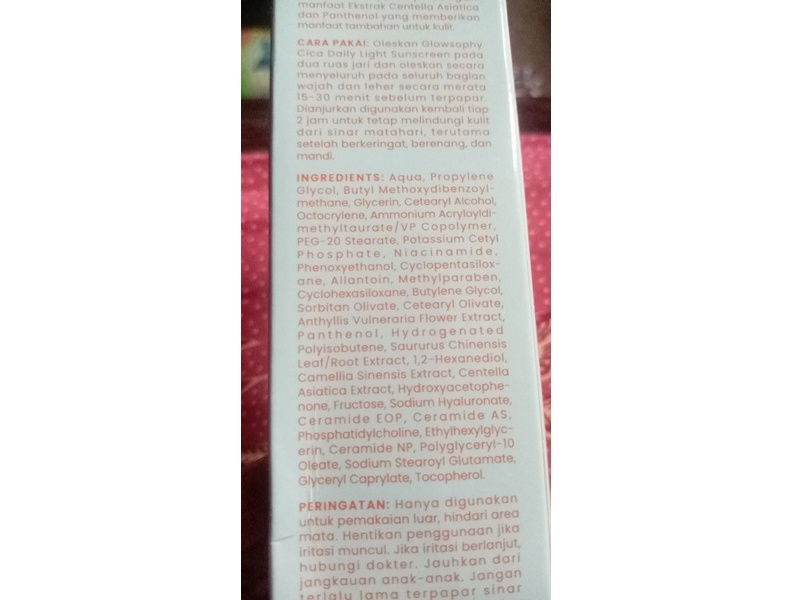 manfaat Ekstrak Centella Asiatica
dan Panthenol yang memberikan
manfaat tambahan untuk kulit.
CARA PAKAI: Oleskan Glowsophy
Cica Daily Light Sunscreen pada
dua ruas jari dan oleskan secara
menyeluruh pada seluruh bagian
wajah dan leher secara merata
15-30 menit sebelum terpapar.
Dianjurkan digunakan kembali tiap
2 jam untuk tetap melindungi kulit
dari sinar matahari, terutama
setelah berkeringat, berenang, dan
mandi.
INGREDIENTS: Aqua, Propylene
Glycol, Butyl Methoxydibenzoyl-
methane, Glycerin, Cetearyl Alcohol,
Octocrylene, Ammonium Acryloyldi-
methyltaurate/VP Copolymer,
PEG-20 Stearate, Potassium Cetyl
Phosphate, Niacinamide,
Phenoxyethanol, Cyclopentasilox-
ane, Allantoin, Methylparaben,
Cyclohexasiloxane, Butylene Glycol,
Sorbitan Olivate, Cetearyl Olivate,
Anthyllis Vulneraria Flower Extract,
Panthenol, Hydrogenated
Polyisobutene, Saururus Chinensis
Leaf/Root Extract, 1,2-Hexanediol,
Camellia Sinensis Extract, Centella
Asiatica Extract, Hydroxyacetophe-
none, Fructose, Sodium Hyaluronate,
Ceramide EOP, Ceramide AS,
Phosphatidylcholine, Ethylhexylglyc-
erin, Ceramide NP, Polyglyceryl-10
Oleate, Sodium Stearoyl Glutamate,
Glyceryl Caprylate, Tocopherol.
PERINGATAN: Hanya digunakan
untuk pemakaian luar, hindari area
mata. Hentikan penggunaan jika
iritasi muncul. Jika iritasi berlanjut,
hubungi dokter. Jauhkan dari
jangkauan anak-anak. Jangan
terlalu lama terpapar sinar